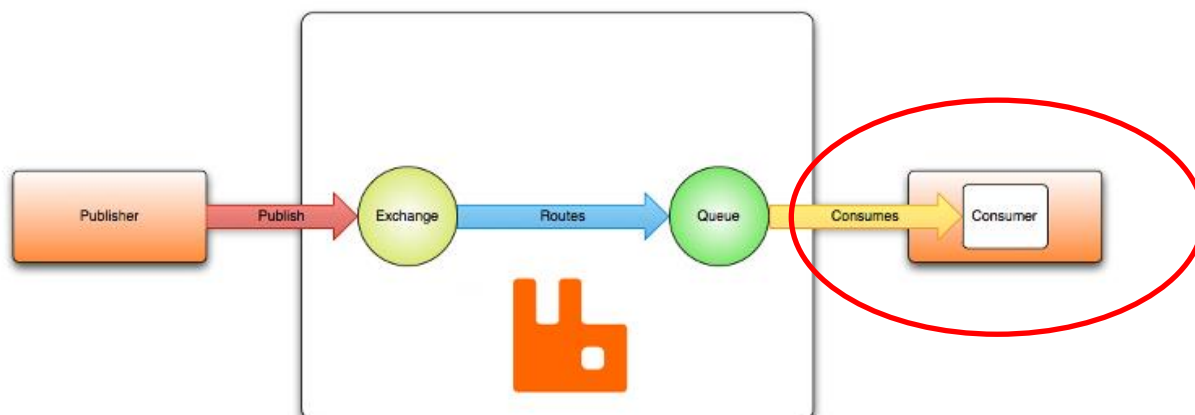 Publisher
Publish
Exchange
Routes
Queue
Consumes
Consumer